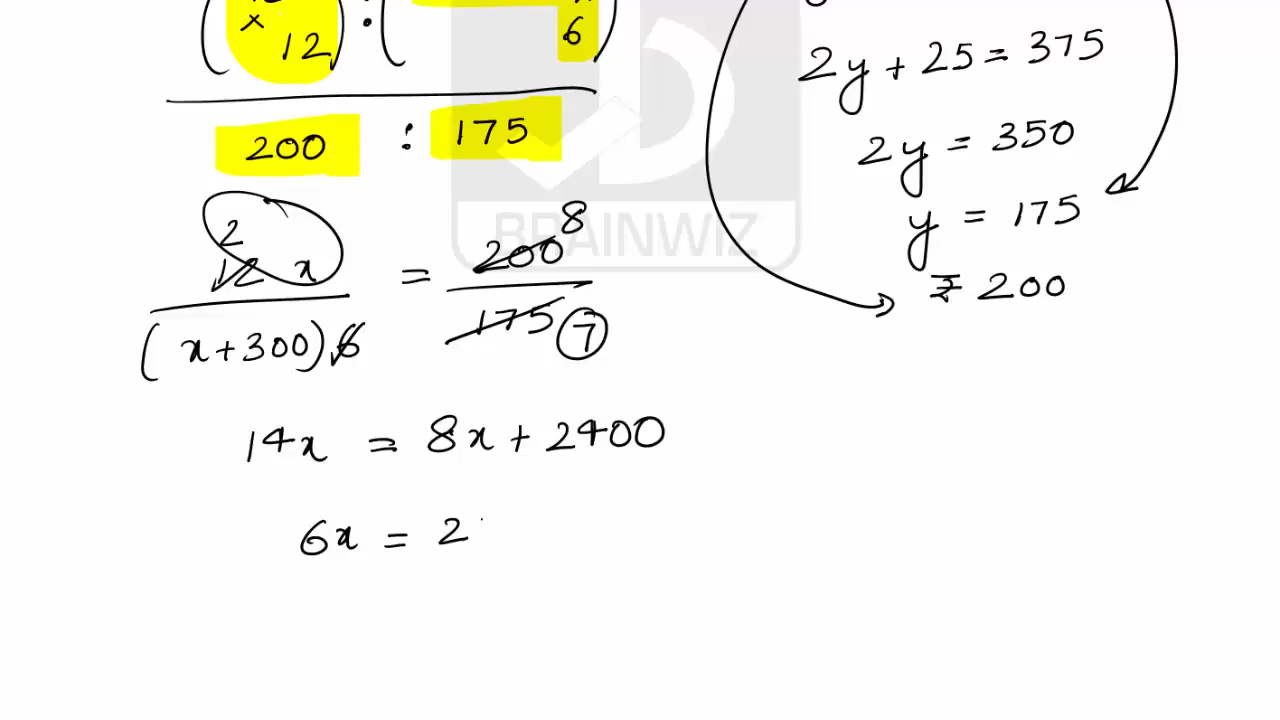 × 12 ) : (
6 )
200 : 175
2
12 x = 200 8
(x+300) 6 175 7
14x = 8x + 2400
6x = 2
2y + 25 = 375
2y = 350
y = 175
₹ 200
BRAINWIZ